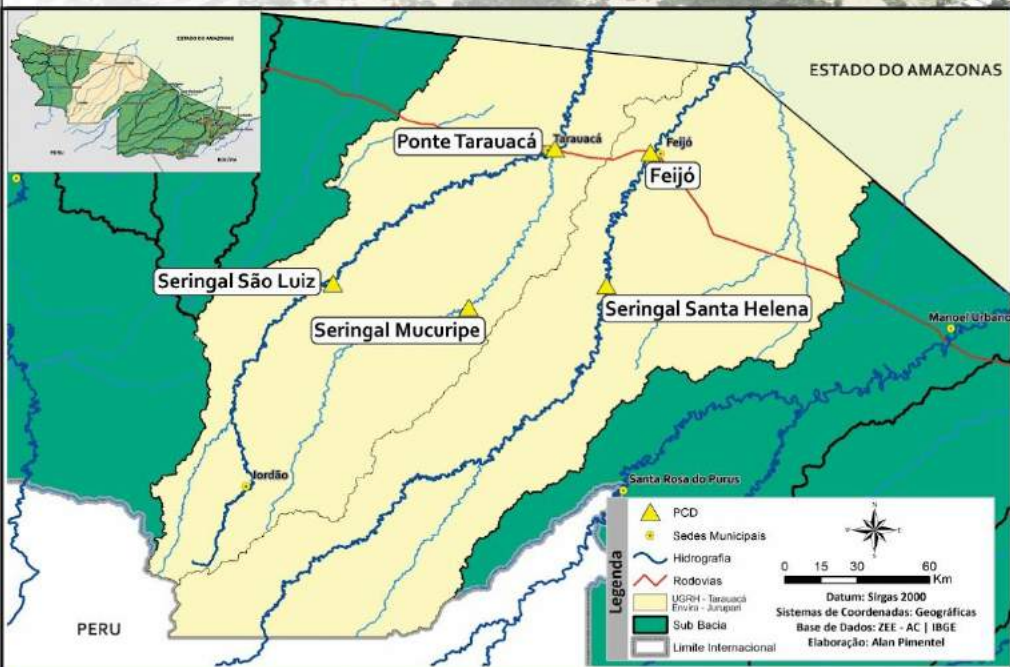 ESTADO DO AMAZONAS
PERU
BOLÍVIA
ESTADO DO AMAZONAS
Ponte Tarauacá
Tarauacá
Feijó
Feijó
Seringal São Luiz
Seringal Mucuripe
Seringal Santa Helena
Manoel Urbano
Jordão
Santa Rosa do Purus
PERU
Legenda
PCD
Sedes Municipais
Hidrografia
Rodovias
UGRH - Tarauacá
Envira - Jurupari
Sub Bacia
Limite Internacional
N
0 15 30 60
Km
Datum: Sirgas 2000
Sistemas de Coordenadas: Geográficas
Base de Dados: ZEE - AC | IBGE
Elaboração: Alan Pimentel